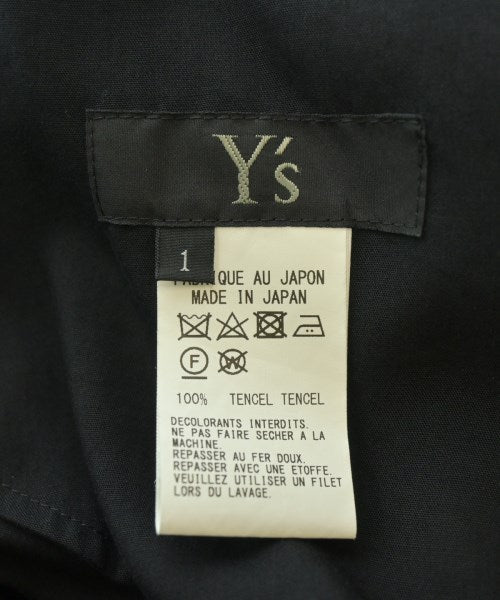 Y's
1
FABRIQUE AU JAPON
MADE IN JAPAN
F W
100% TENCEL TENCEL
DECOLORANTS INTERDITS.
NE PAS FAIRE SECHER A LA
MACHINE.
REPASSER AU FER DOUX.
REPASSER AVEC UNE ETOFFE.
VEUILLEZ UTILISER UN FILET
LORS DU LAVAGE.